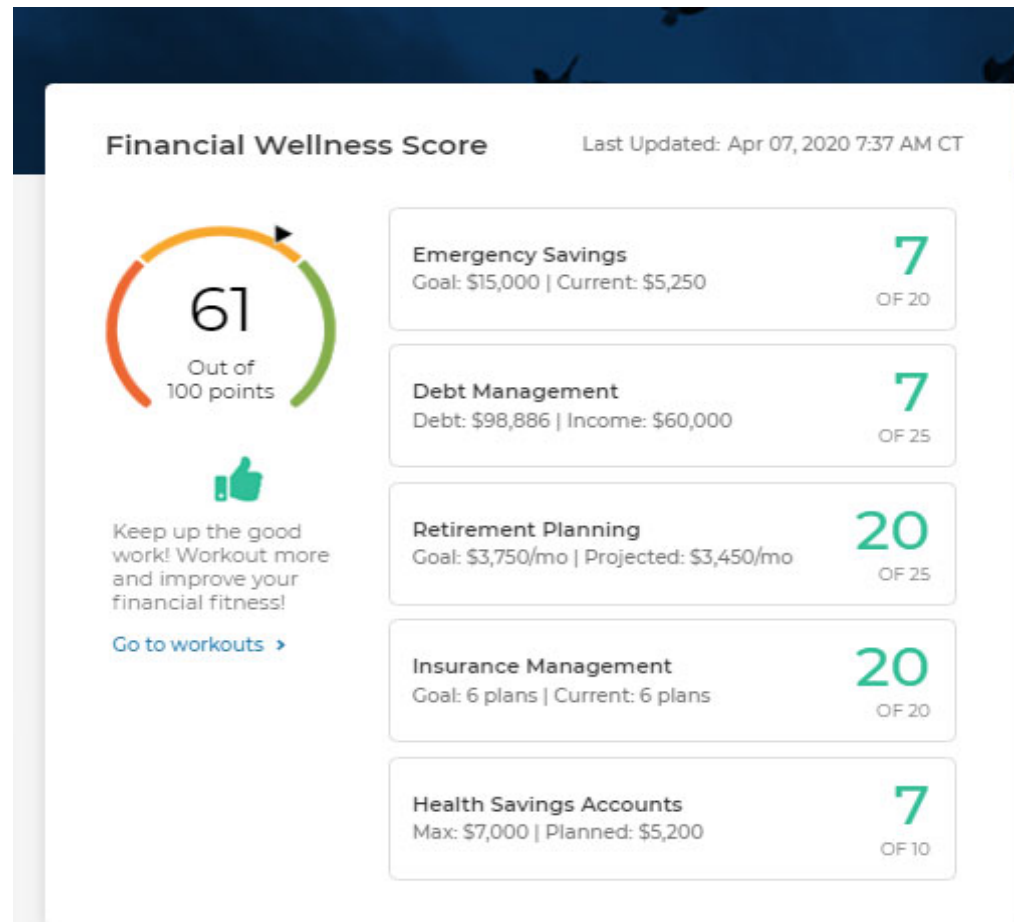 Financial Wellness Score
Last Updated: Apr 07, 2020 7:37 AM CT
61
Out of
100 points
Keep up the good
work! Workout more
and improve your
financial fitness!
Go to workouts >
Emergency Savings
Goal: $15,000 | Current: $5,250
7
OF 20
Debt Management
Debt: $98,886 | Income: $60,000
7
OF 25
Retirement Planning
Goal: $3,750/mo | Projected: $3,450/mo
20
OF 25
Insurance Management
Goal: 6 plans | Current: 6 plans
20
OF 20
Health Savings Accounts
Max: $7,000 | Planned: $5,200
7
OF 10